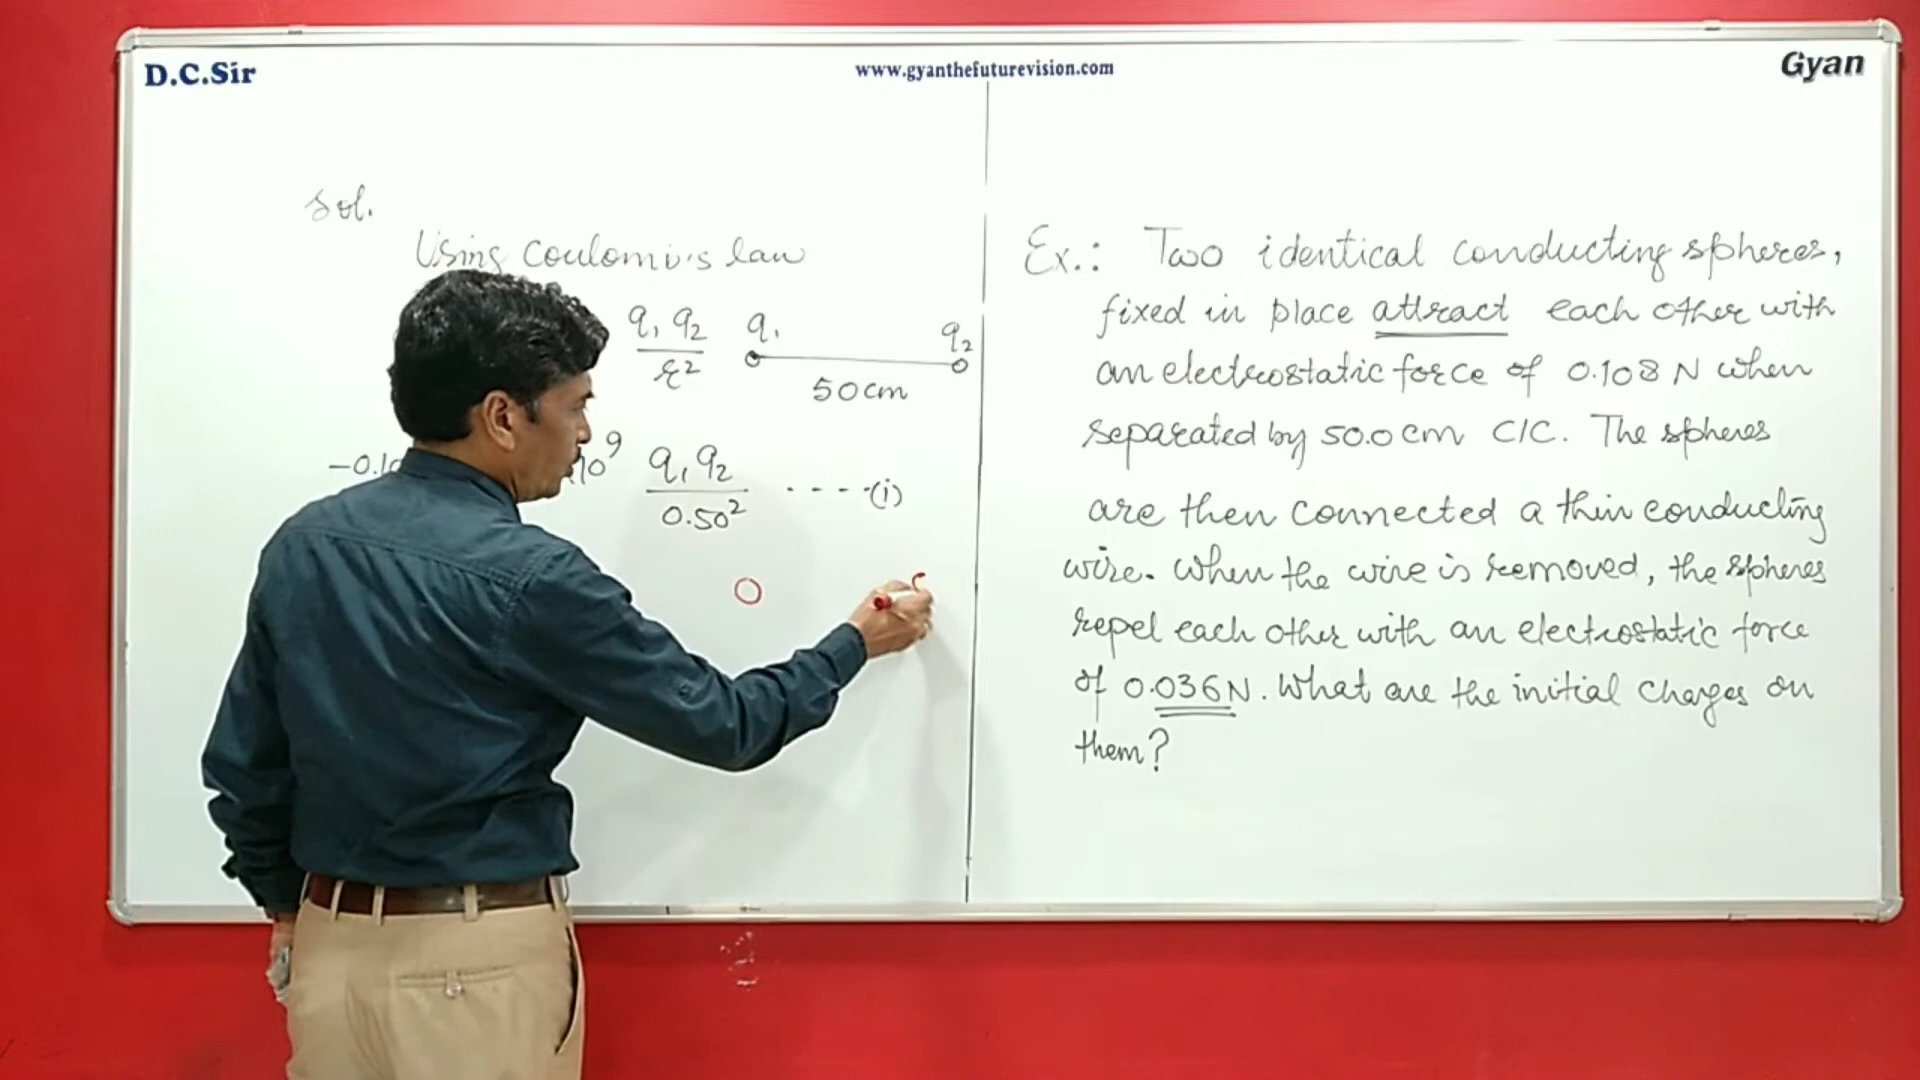 D.C.Sir
www.gyanthefuturevision.com
Gyan
Sol.
Using Coulomb's law
q₁ q₂
r²
q₁
q₂
50cm
-0.10
10⁹
q₁ q₂
0.50²
- - - -(i)
Ex.: Two identical conducting spheres,
fixed in place attract each other with
an electrostatic force of 0.108 N when
separated by 50.0 cm C/C. The spheres
are then connected a thin conducting
wire. When the wire is removed, the spheres
repel each other with an electrostatic force
of 0.036N. What are the initial charges on
them?